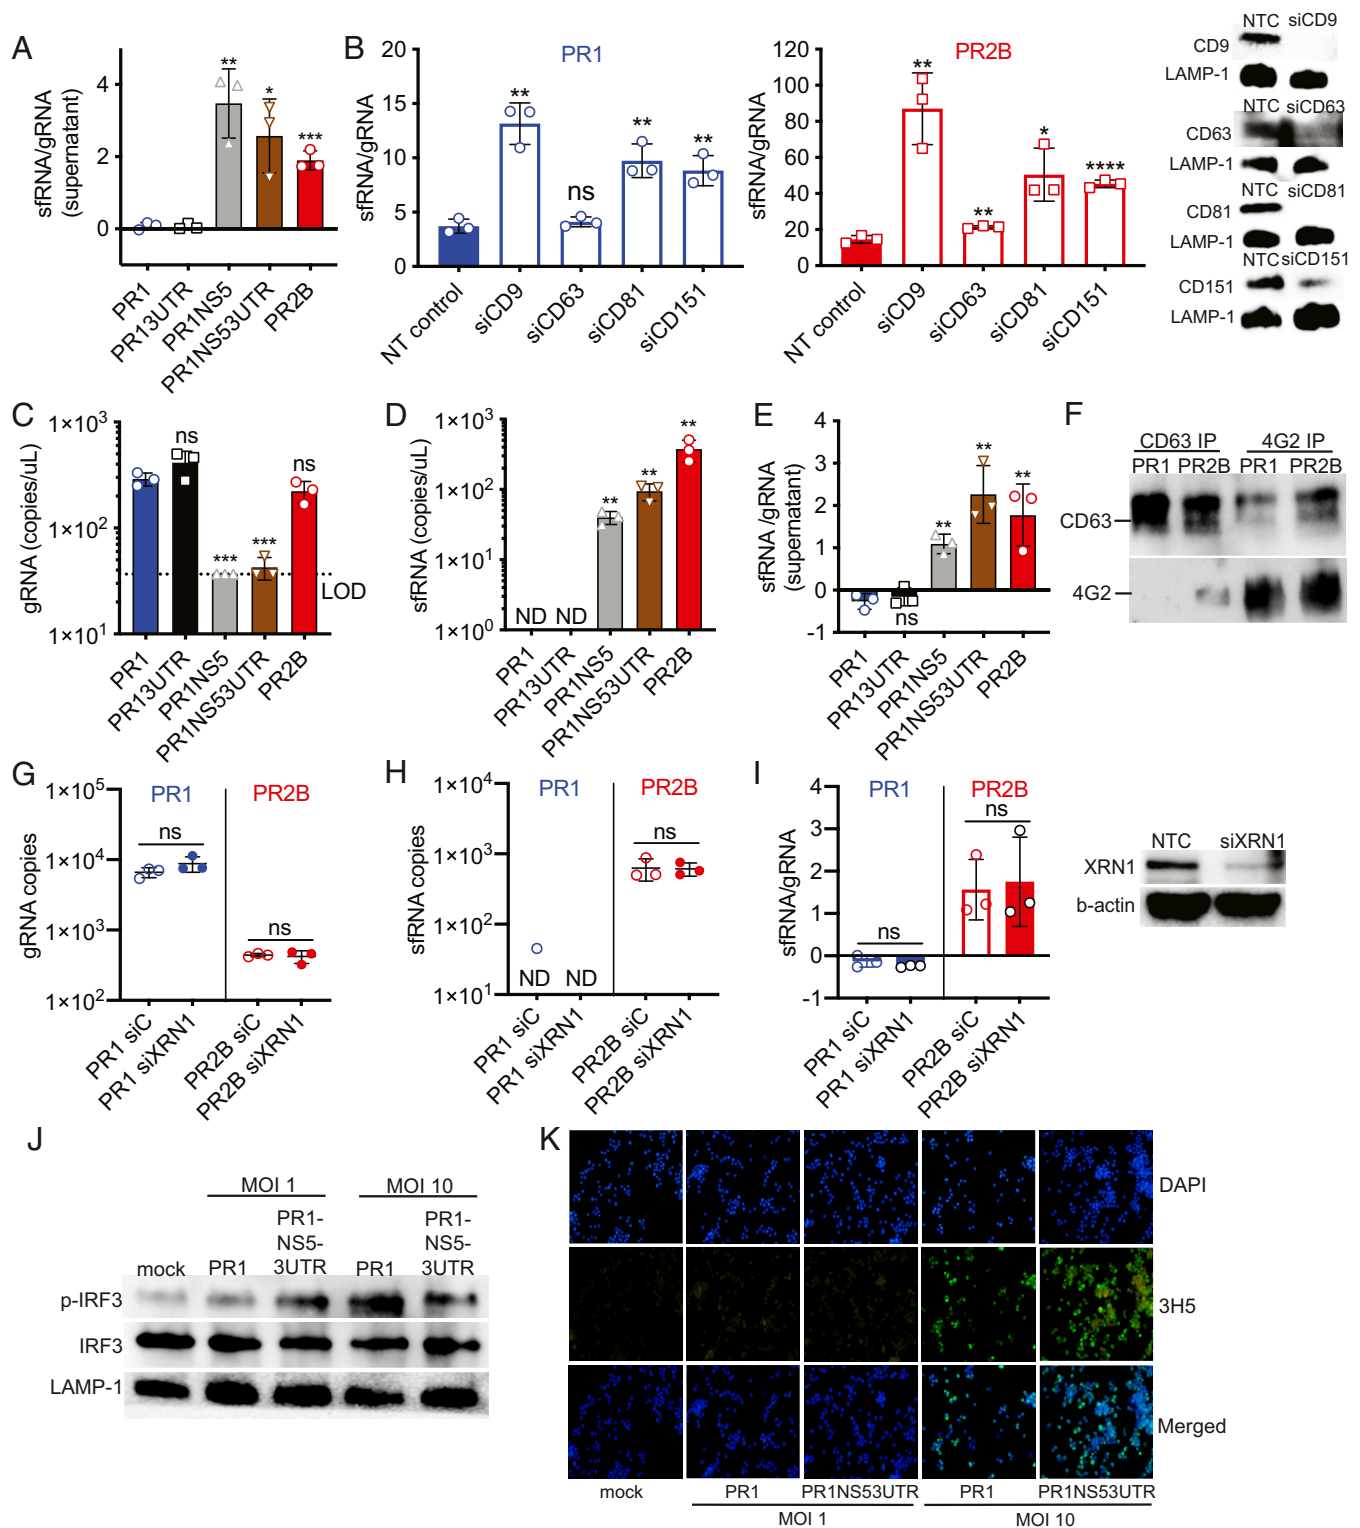 A
sfRNA/gRNA
(supernatant)
4
2
0
**
*
***
PR1
PR13UTR
PR1NS5
PR1NS53UTR
PR2B
B
PR1
sfRNA/gRNA
20
15
10
5
0
**
ns
**
**
NT control
siCD9
siCD63
siCD81
siCD151
PR2B
sfRNA/gRNA
120
100
80
60
40
20
0
**
**
*
****
NT control
siCD9
siCD63
siCD81
siCD151
NTC siCD9
CD9
LAMP-1
NTC siCD63
CD63
LAMP-1
NTC siCD81
CD81
LAMP-1
NTC siCD151
CD151
LAMP-1
C
gRNA (copies/uL)
1×10³
1×10²
1×10¹
ns
***
***
ns
LOD
PR1
PR13UTR
PR1NS5
PR1NS53UTR
PR2B
D
sfRNA (copies/uL)
1×10³
1×10²
1×10¹
1×10⁰
ND
ND
**
**
**
PR1
PR13UTR
PR1NS5
PR1NS53UTR
PR2B
E
sfRNA /gRNA
(supernatant)
4
3
2
1
0
-1
ns
**
**
**
PR1
PR13UTR
PR1NS5
PR1NS53UTR
PR2B
F
CD63 IP 4G2 IP
PR1 PR2B PR1 PR2B
CD63
4G2
G
gRNA copies
1×10⁵
1×10⁴
1×10³
1×10²
PR1
PR2B
ns
ns
PR1 siC
PR1 siXRN1
PR2B siC
PR2B siXRN1
H
sfRNA copies
1×10⁴
1×10³
1×10²
1×10¹
PR1
PR2B
ND
ND
ns
PR1 siC
PR1 siXRN1
PR2B siC
PR2B siXRN1
I
sfRNA/gRNA
4
3
2
1
0
-1
PR1
PR2B
ns
ns
PR1 siC
PR1 siXRN1
PR2B siC
PR2B siXRN1
NTC siXRN1
XRN1
b-actin
J
MOI 1 MOI 10
mock
PR1
PR1-
NS5-
3UTR
PR1
PR1-
NS5-
3UTR
p-IRF3
IRF3
LAMP-1
K
DAPI
3H5
Merged
mock PR1 PR1NS53UTR PR1 PR1NS53UTR
MOI 1 MOI 10